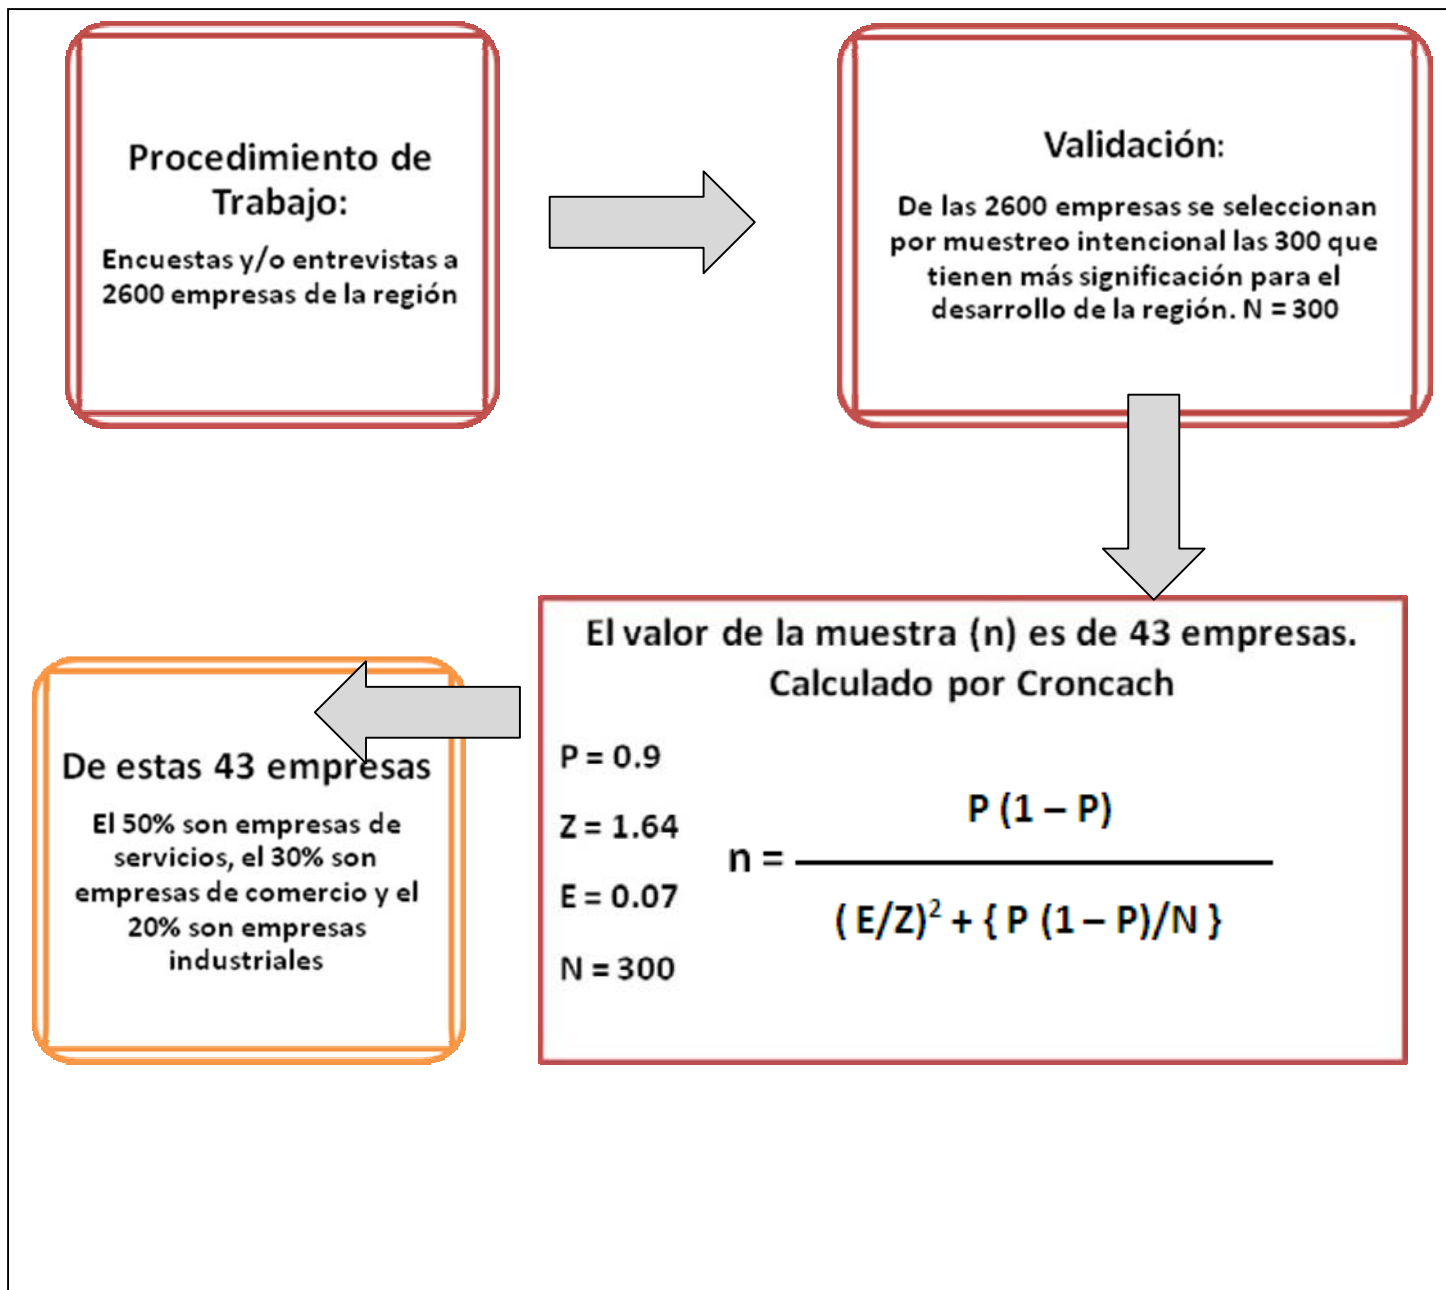 Procedimiento de
Trabajo:
Encuestas y/o entrevistas a
2600 empresas de la región
Validación:
De las 2600 empresas se seleccionan
por muestreo intencional las 300 que
tienen más significación para el
desarrollo de la región. N = 300
El valor de la muestra (n) es de 43 empresas.
Calculado por Croncach
P = 0.9
Z = 1.64
E = 0.07
N = 300
P (1 – P)
n =
( E/Z)² + { P (1 – P)/N }
De estas 43 empresas
El 50% son empresas de
servicios, el 30% son
empresas de comercio y el
20% son empresas
industriales